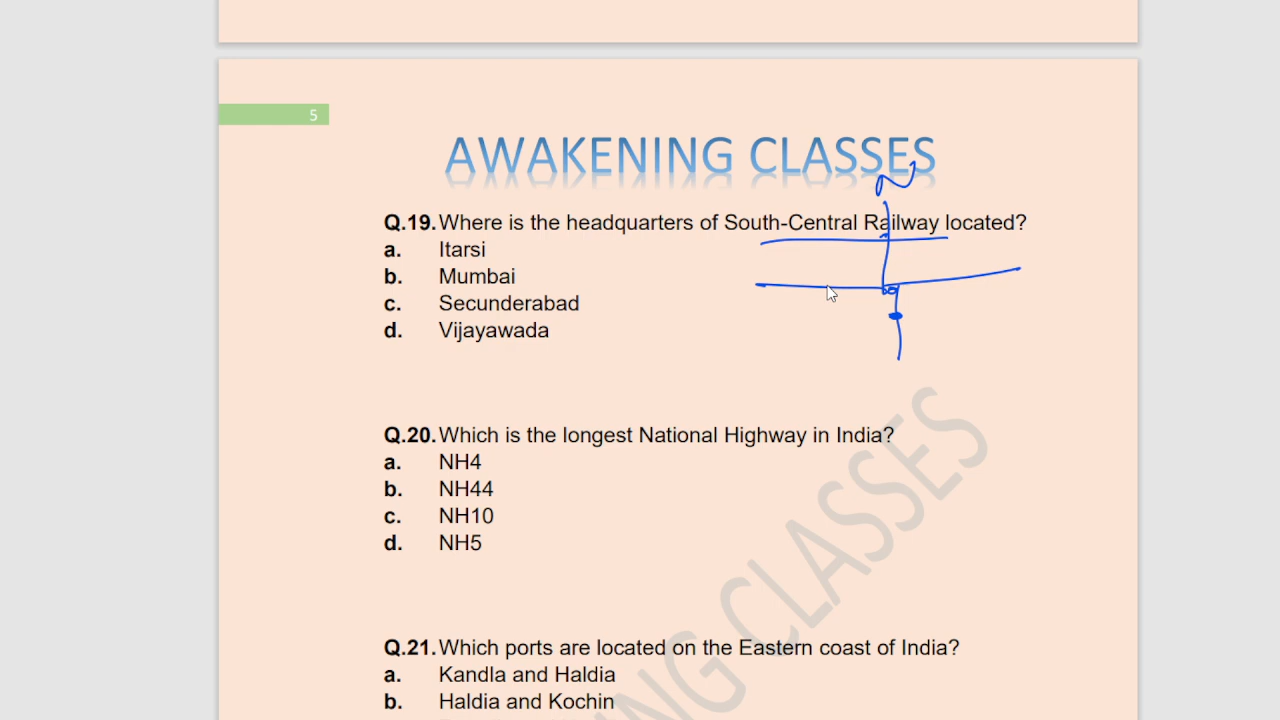 5
AWAKENING CLASSES
N
Q.19. Where is the headquarters of South-Central Railway located?
a. Itarsi
b. Mumbai
c. Secunderabad
d. Vijayawada
Q.20. Which is the longest National Highway in India?
a. NH4
b. NH44
c. NH10
d. NH5
Q.21. Which ports are located on the Eastern coast of India?
a. Kandla and Haldia
b. Haldia and Kochin
NING CLASSES